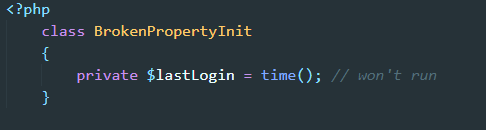 <?php
class BrokenPropertyInit
{
private $lastLogin = time(); // won't run
}